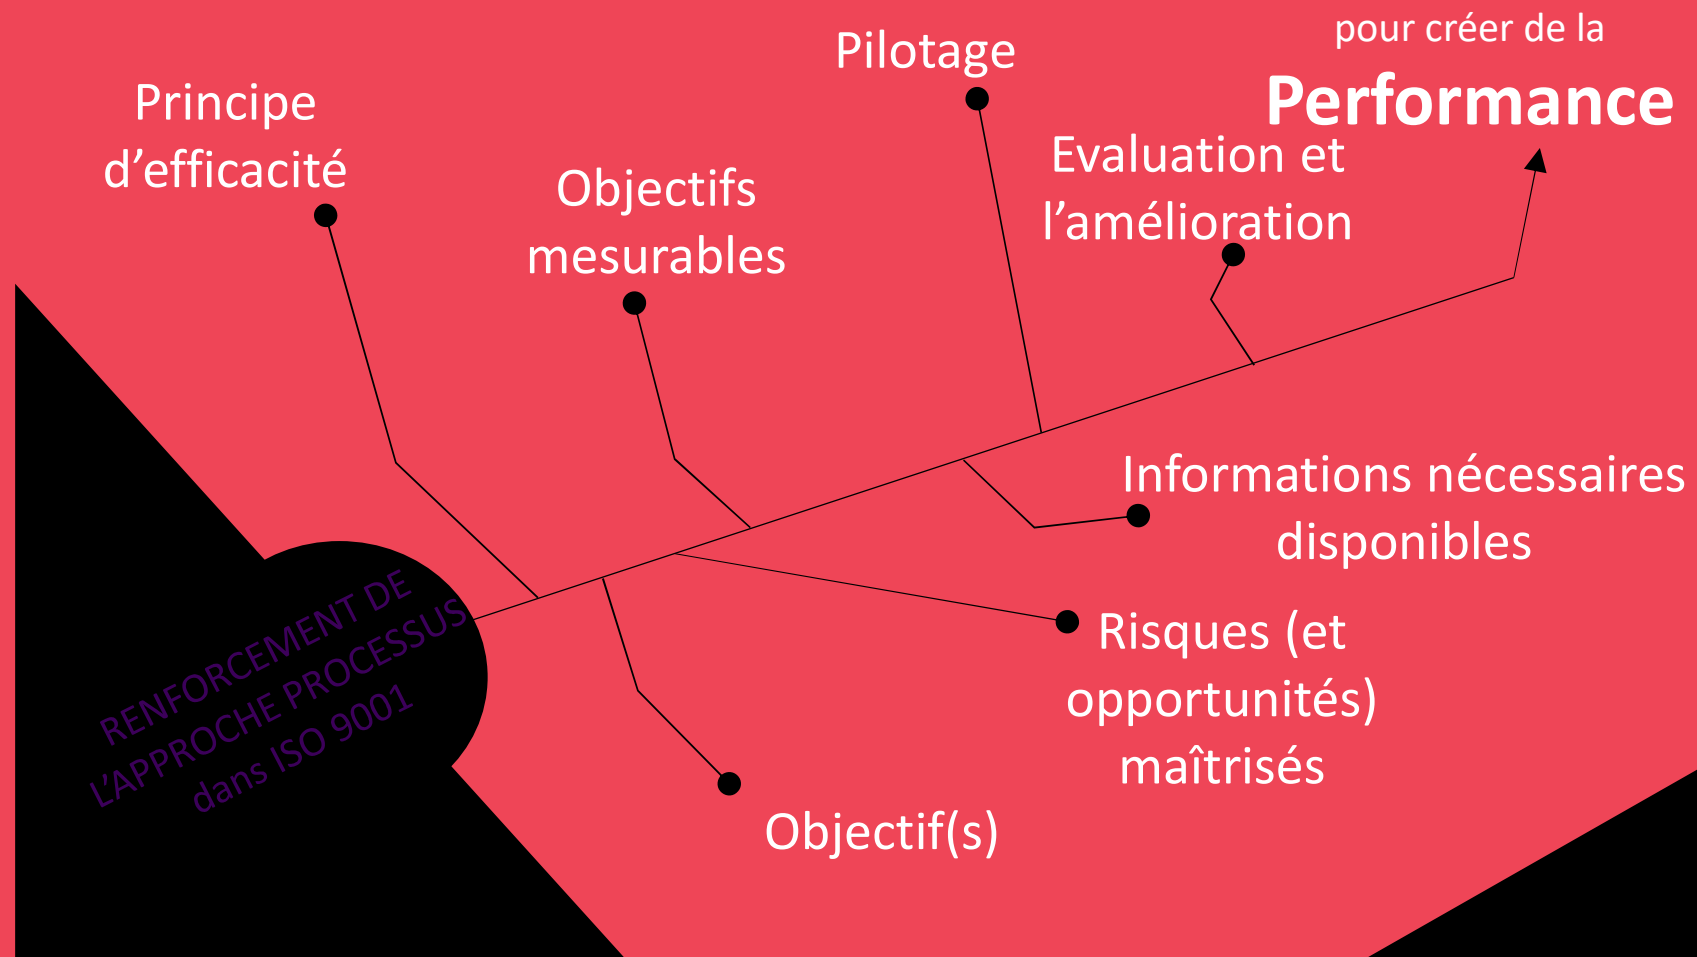 pour créer de la
Performance
Pilotage
Principe
d’efficacité
Evaluation et
l’amélioration
Objectifs
mesurables
Informations nécessaires
disponibles
Risques (et
opportunités)
maîtrisés
Objectif(s)
RENFORCEMENT DE
L’APPROCHE PROCESSUS
dans ISO 9001